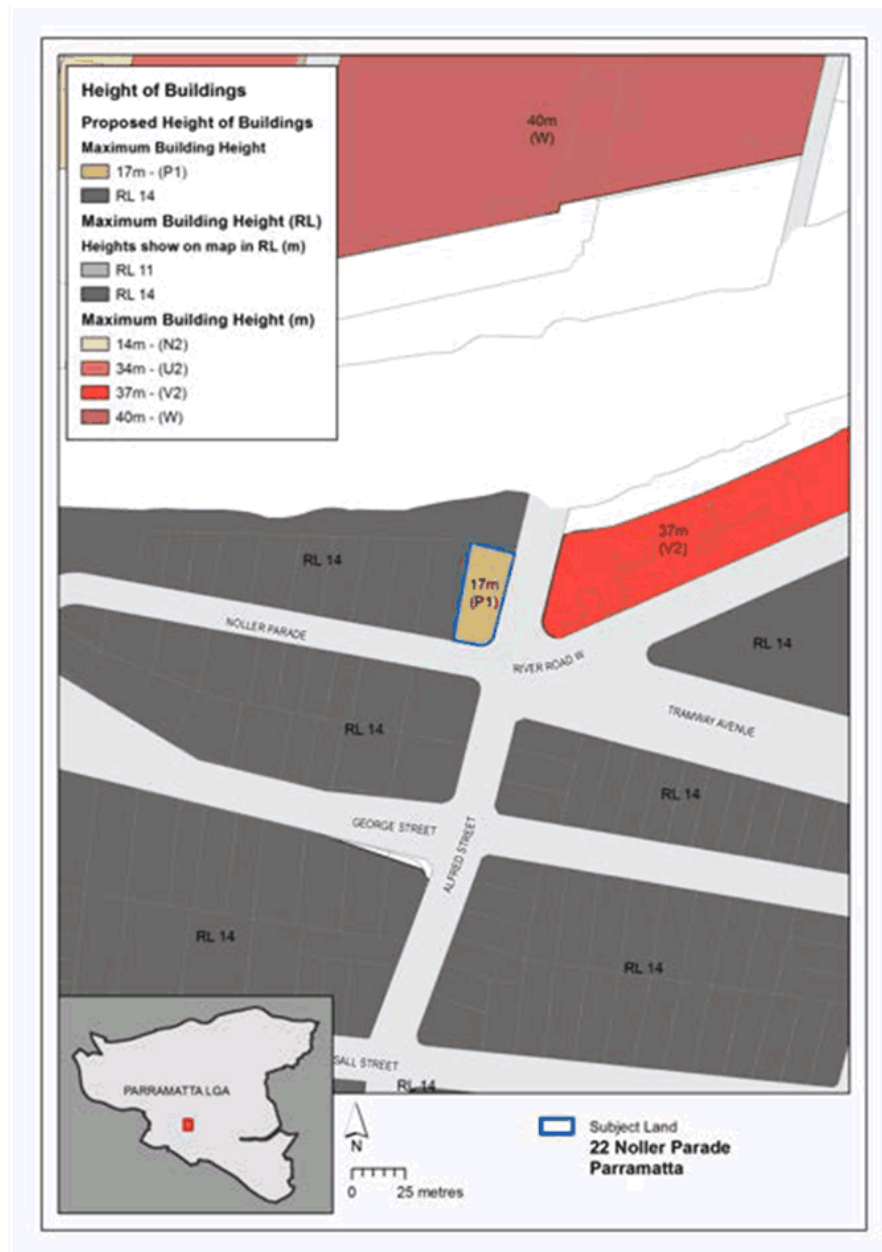 Height of Buildings
Proposed Height of Buildings
Maximum Building Height
17m - (P1)
RL 14
Maximum Building Height (RL)
Heights show on map in RL (m)
RL 11
RL 14
Maximum Building Height (m)
14m - (N2)
34m - (U2)
37m - (V2)
40m - (W)
40m
(W)
37m
(V2)
RL 14
17m
(P1)
NOLLER PARADE
RIVER ROAD W
RL 14
TRAMWAY AVENUE
RL 14
RL 14
GEORGE STREET
ALFRED STREET
RL 14
RL 14
GALL STREET
RL 14
PARRAMATTA LGA
N
0 25 metres
Subject Land
22 Noller Parade
Parramatta